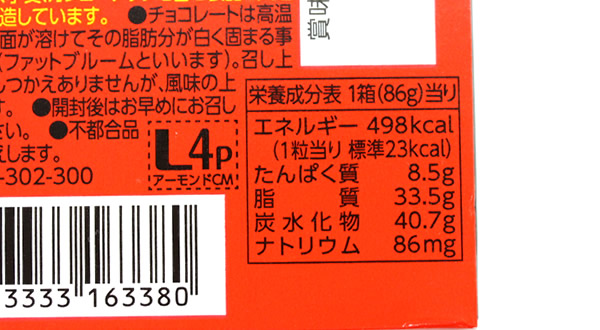 造しています。 ●チョコレートは高温
面が溶けてその脂肪分が白く固まる事
(ファットブルームといいます)。召し上
しつかえありませんが、風味の上
す。 ●開封後はお早めにお召し
さい。 ●不都合品
えします。
-302-300
L4P
アーモンドCM
3333 163380
賞味
栄養成分表 1箱(86g)当り
エネルギー 498kcal
(1粒当り 標準23kcal)
たんぱく質 8.5g
脂質 33.5g
炭水化物 40.7g
ナトリウム 86mg